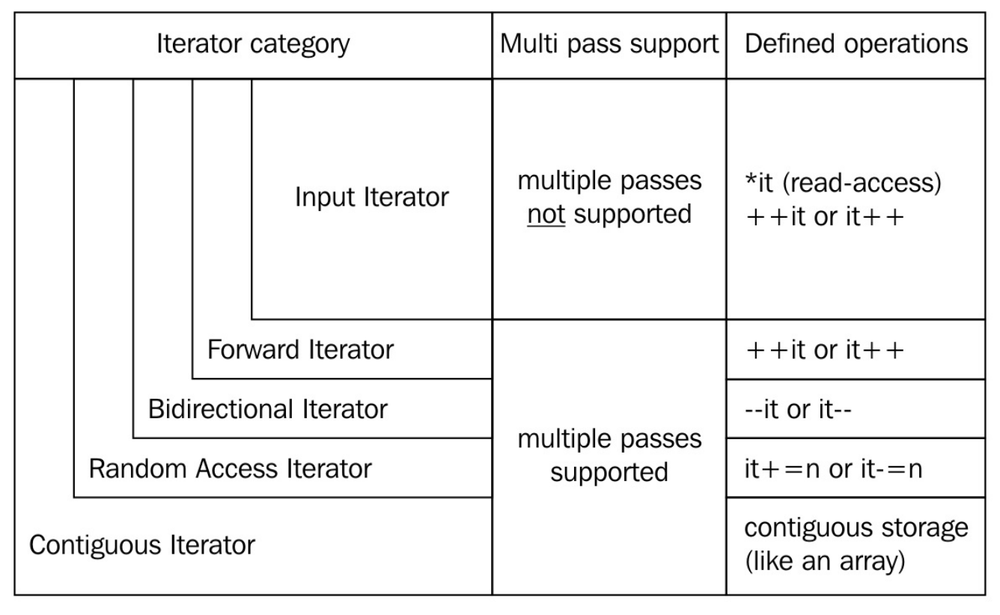 Iterator category
Multi pass support
Defined operations
Input Iterator
multiple passes
not supported
*it (read-access)
++it or it++
Forward Iterator
++it or it++
Bidirectional Iterator
--it or it--
multiple passes
supported
Random Access Iterator
it+=n or it-=n
Contiguous Iterator
contiguous storage
(like an array)